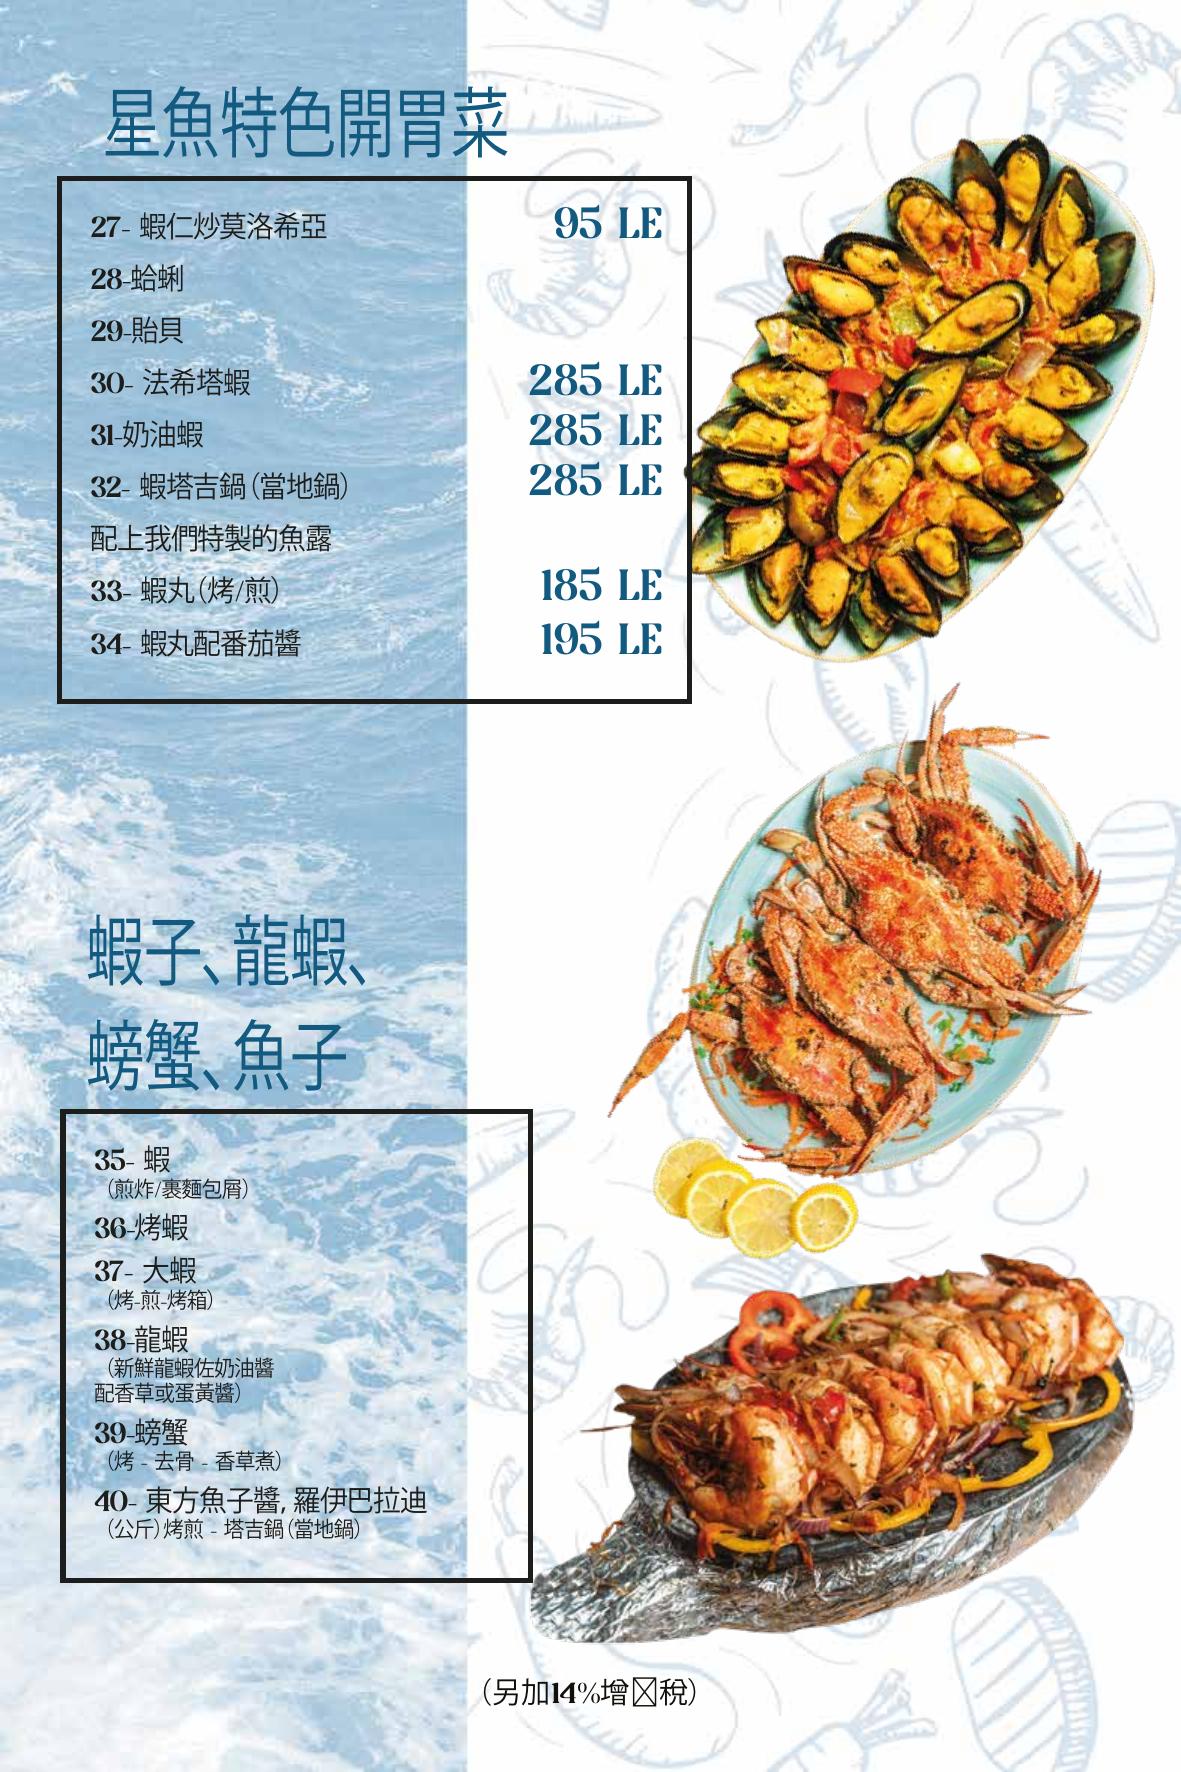 星魚特色開胃菜
27- 蝦仁炒莫洛希亞 95 LE
28-蛤蜊
29-貽貝
30- 法希塔蝦 285 LE
31-奶油蝦 285 LE
32- 蝦塔吉鍋（當地鍋） 285 LE
配上我們特製的魚露
33- 蝦丸（烤/煎） 185 LE
34- 蝦丸配番茄醬 195 LE
蝦子、龍蝦、
螃蟹、魚子
35- 蝦
（煎炸/裹麵包屑）
36-烤蝦
37- 大蝦
（烤-煎-烤箱）
38-龍蝦
（新鮮龍蝦佐奶油醬
配香草或蛋黃醬）
39-螃蟹
（烤 - 去骨 - 香草煮）
40- 東方魚子醬, 羅伊巴拉迪
（公斤）烤煎 - 塔吉鍋（當地鍋）
（另加14%增稅）